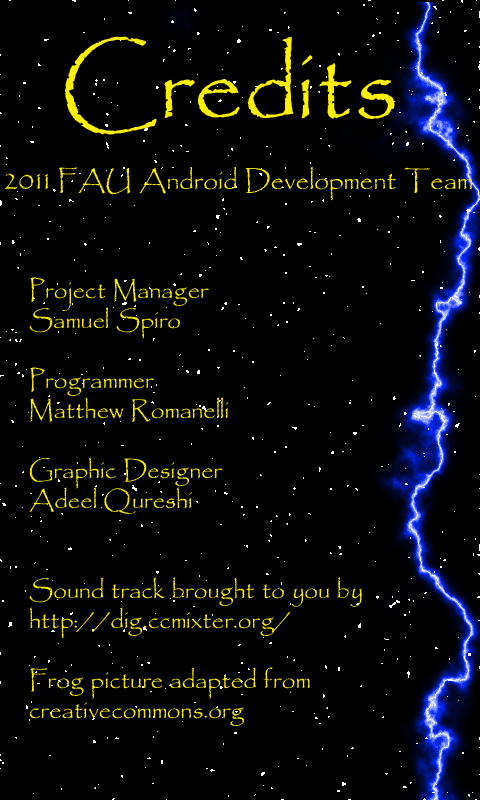 Credits
2011 FAU Android Development Team
Project Manager
Samuel Spiro
Programmer
Matthew Romanelli
Graphic Designer
Adeel Qureshi
Sound track brought to you by
http://dig.ccmixter.org/
Frog picture adapted from
creativecommons.org